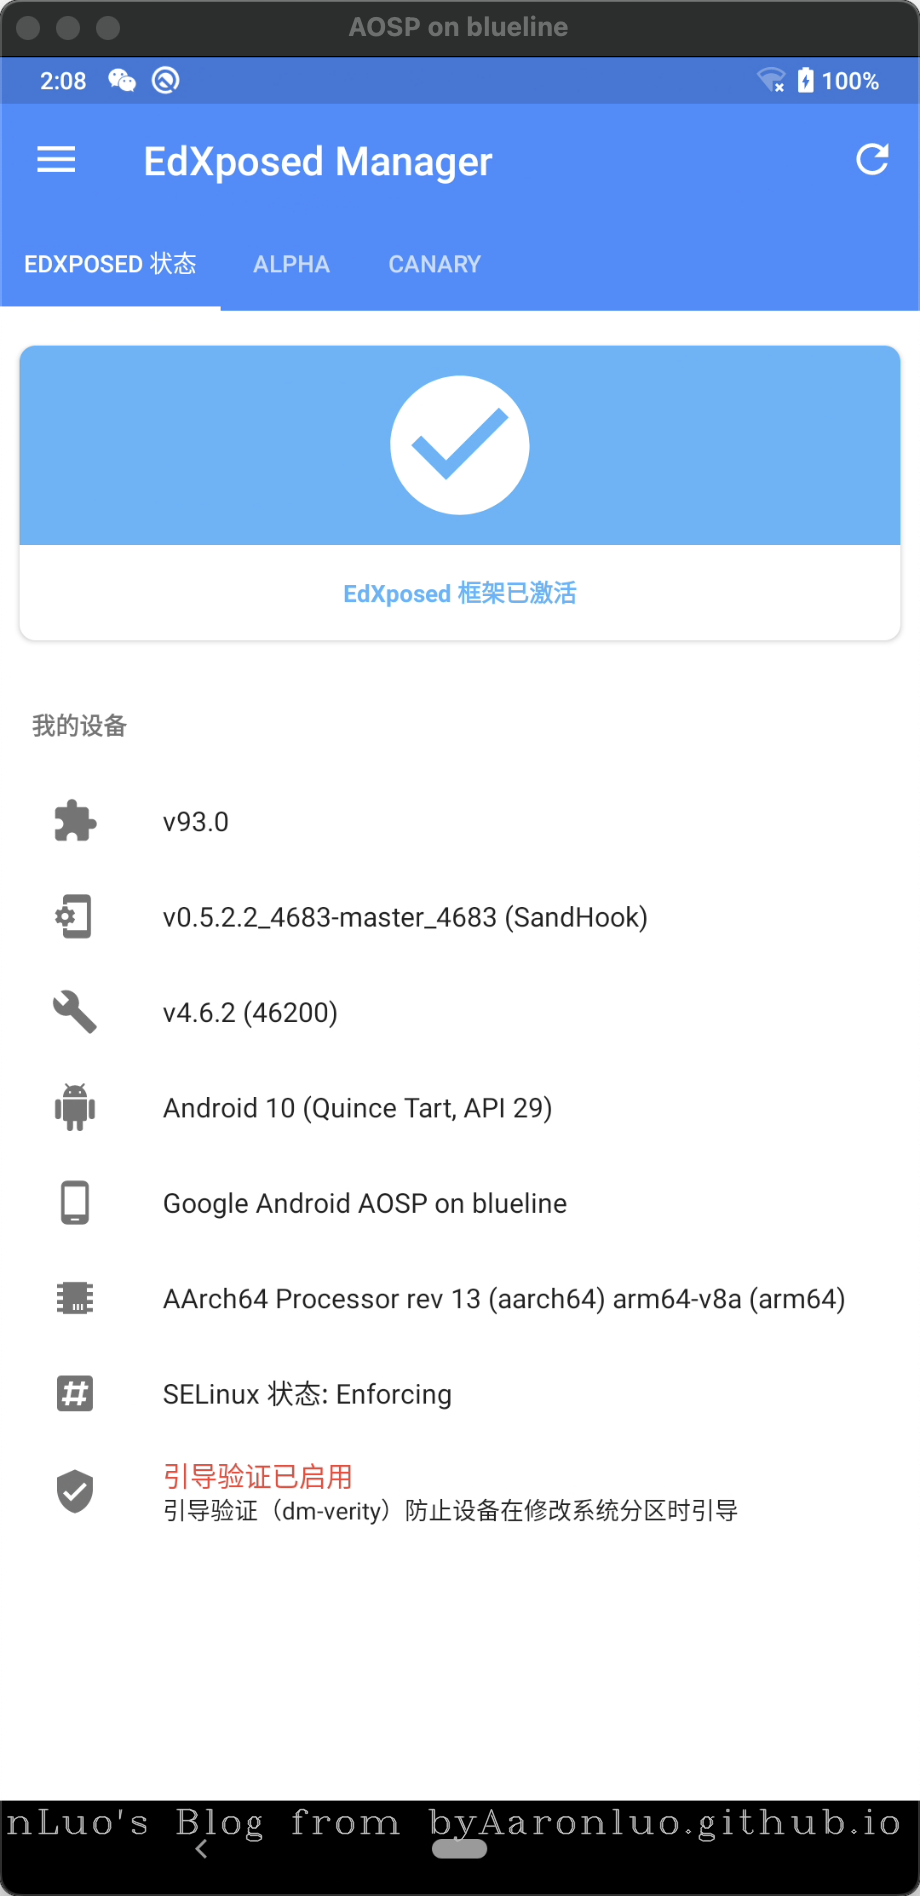 AOSP on blueline
2:08 100%
EdXposed Manager
EDXPOSED 状态 ALPHA CANARY
EdXposed 框架已激活
我的设备
v93.0
v0.5.2.2_4683-master_4683 (SandHook)
v4.6.2 (46200)
Android 10 (Quince Tart, API 29)
Google Android AOSP on blueline
AArch64 Processor rev 13 (aarch64) arm64-v8a (arm64)
SELinux 状态: Enforcing
引导验证已启用
引导验证（dm-verity）防止设备在修改系统分区时引导
nLuo's Blog from byAaronluo.github.io